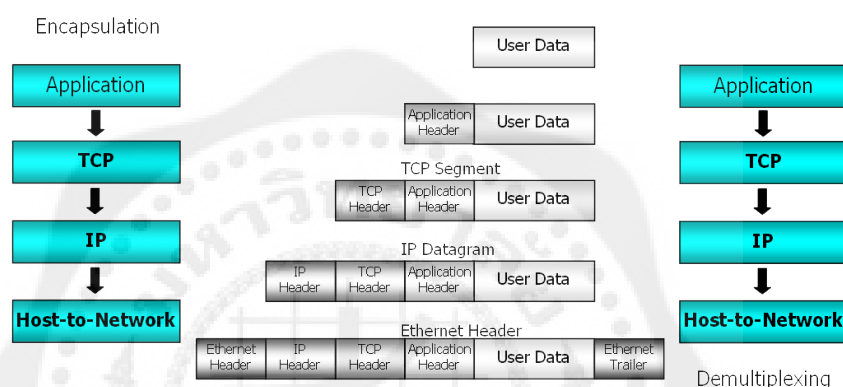 Encapsulation
Application
TCP
IP
Host-to-Network
User Data
Application Header
User Data
TCP Segment
TCP Header
Application Header
User Data
IP Datagram
IP Header
TCP Header
Application Header
User Data
Ethernet Header
Ethernet Header
IP Header
TCP Header
Application Header
User Data
Ethernet Trailer
Application
TCP
IP
Host-to-Network
Demultiplexing